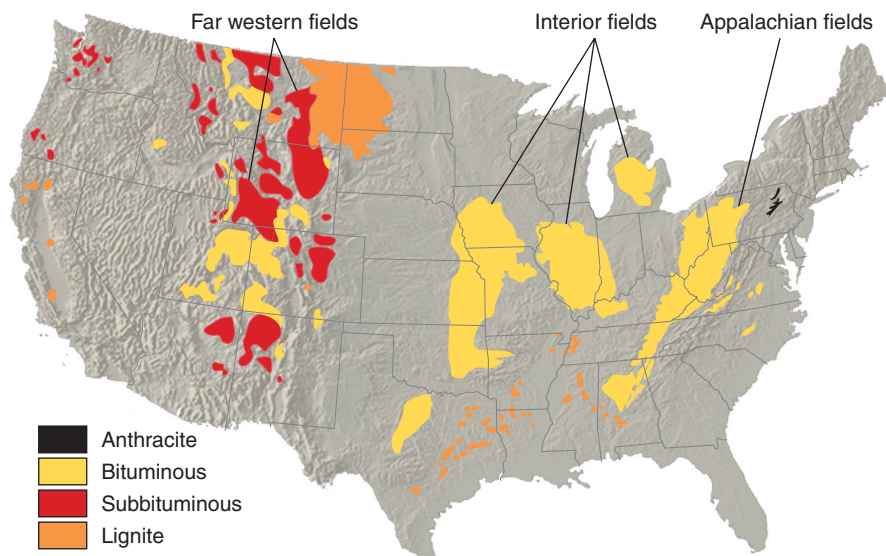 Far western fields
Interior fields
Appalachian fields
Anthracite
Bituminous
Subbituminous
Lignite